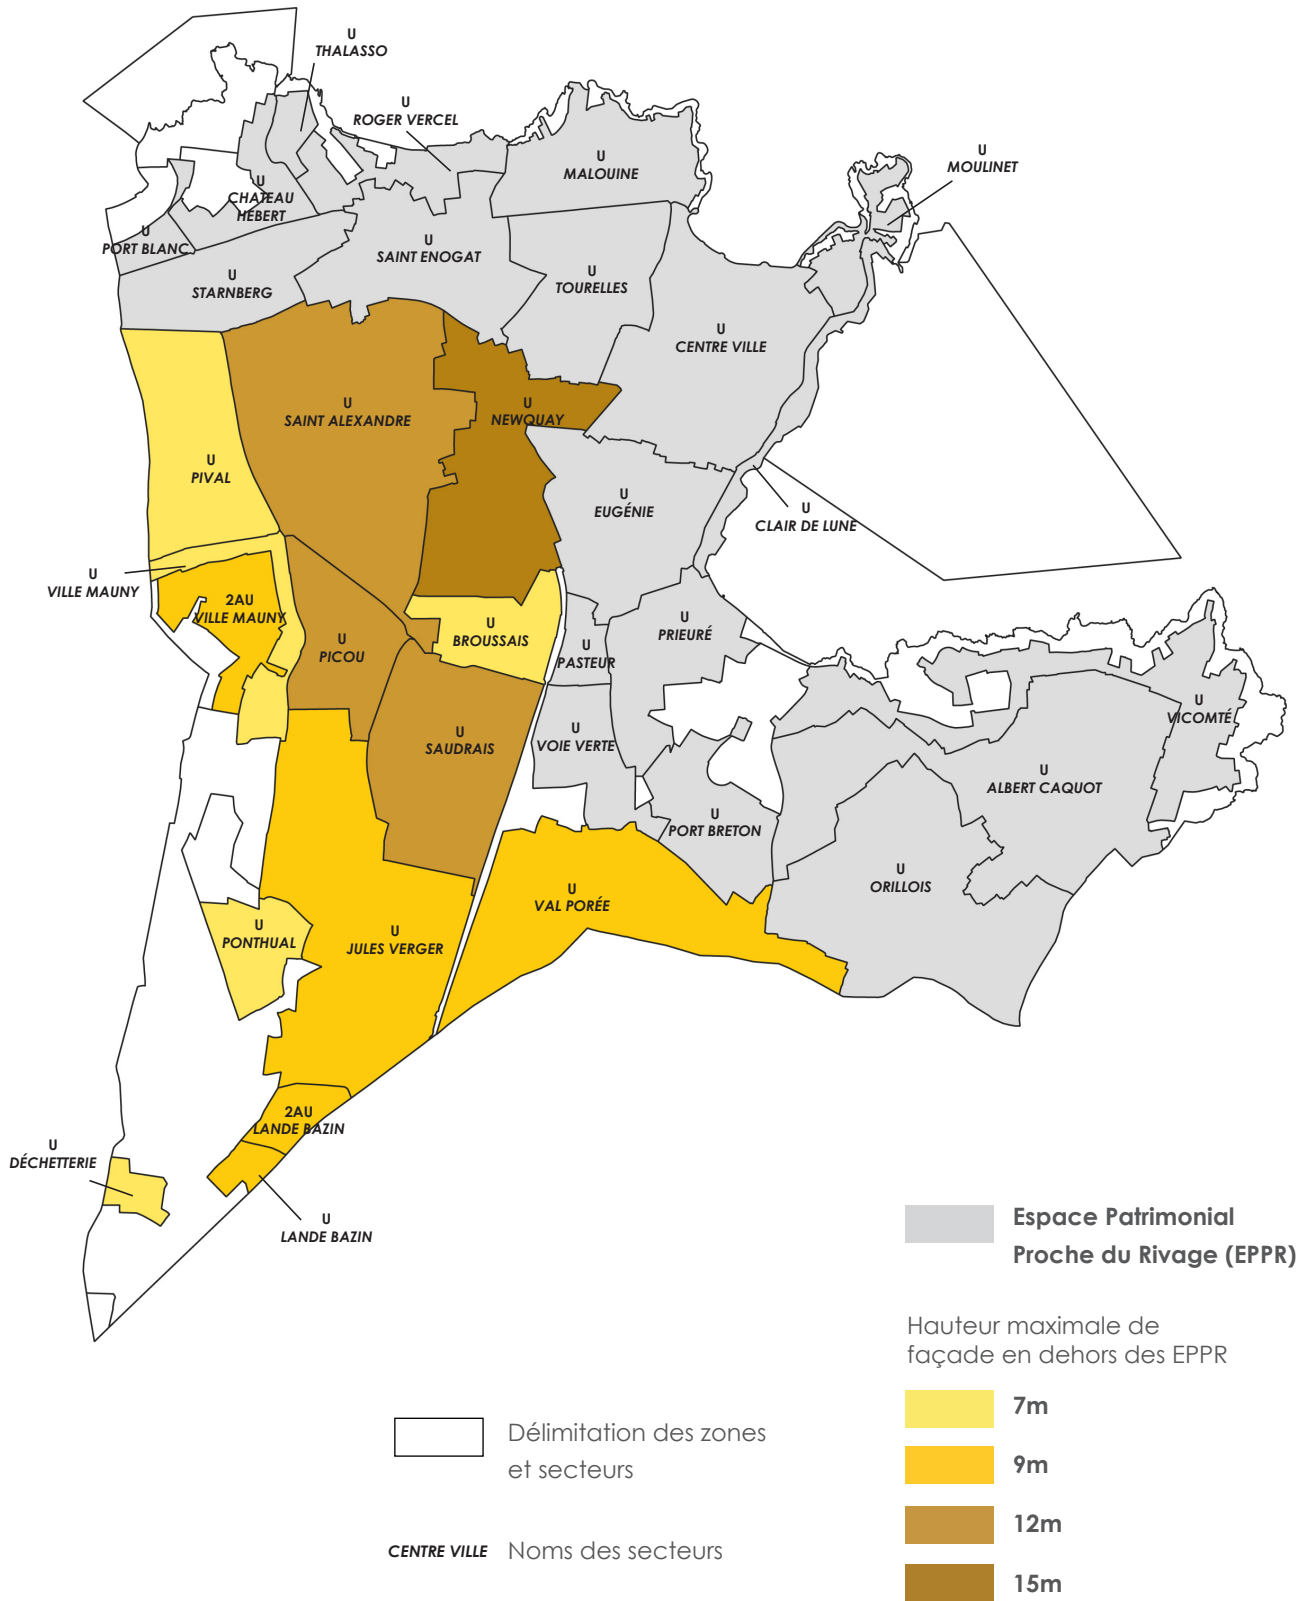 U
THALASSO
U
ROGER VERCEL
U
MALOUINE
U
MOULINET
U
CHATEAU
HÉBERT
U
PORT BLANC
U
STARNBERG
U
SAINT ENOGAT
U
TOURELLES
U
CENTRE VILLE
U
SAINT ALEXANDRE
U
NEWQUAY
U
PIVAL
U
EUGÉNIE
U
CLAIR DE LUNE
U
VILLE MAUNY
2AU
VILLE MAUNY
U
PICOU
U
BROUSSAIS
U
PASTEUR
U
PRIEURÉ
U
SAUDRAIS
U
VOIE VERTE
U
VICOMTÉ
U
ALBERT CAQUOT
U
PORT BRETON
U
ORILLOIS
U
VAL PORÉE
U
PONTHUAL
U
JULES VERGER
2AU
LANDE BAZIN
U
DÉCHETTERIE
U
LANDE BAZIN
Espace Patrimonial
Proche du Rivage (EPPR)
Hauteur maximale de
façade en dehors des EPPR
7m
9m
12m
15m
Délimitation des zones
et secteurs
CENTRE VILLE Noms des secteurs